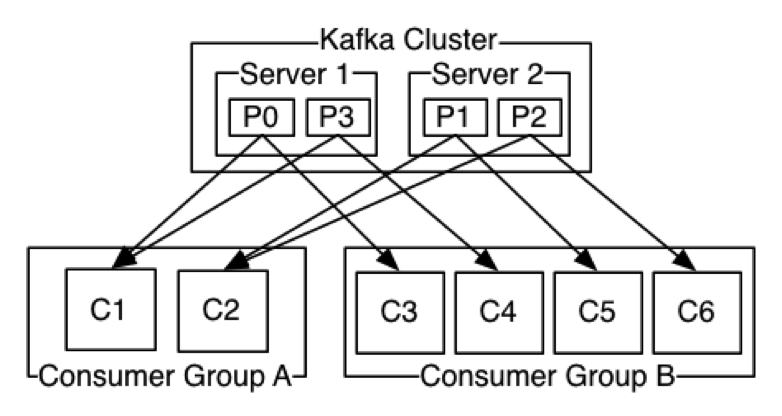 Kafka Cluster
Server 1
Server 2
P0
P3
P1
P2
C1
C2
C3
C4
C5
C6
Consumer Group A
Consumer Group B